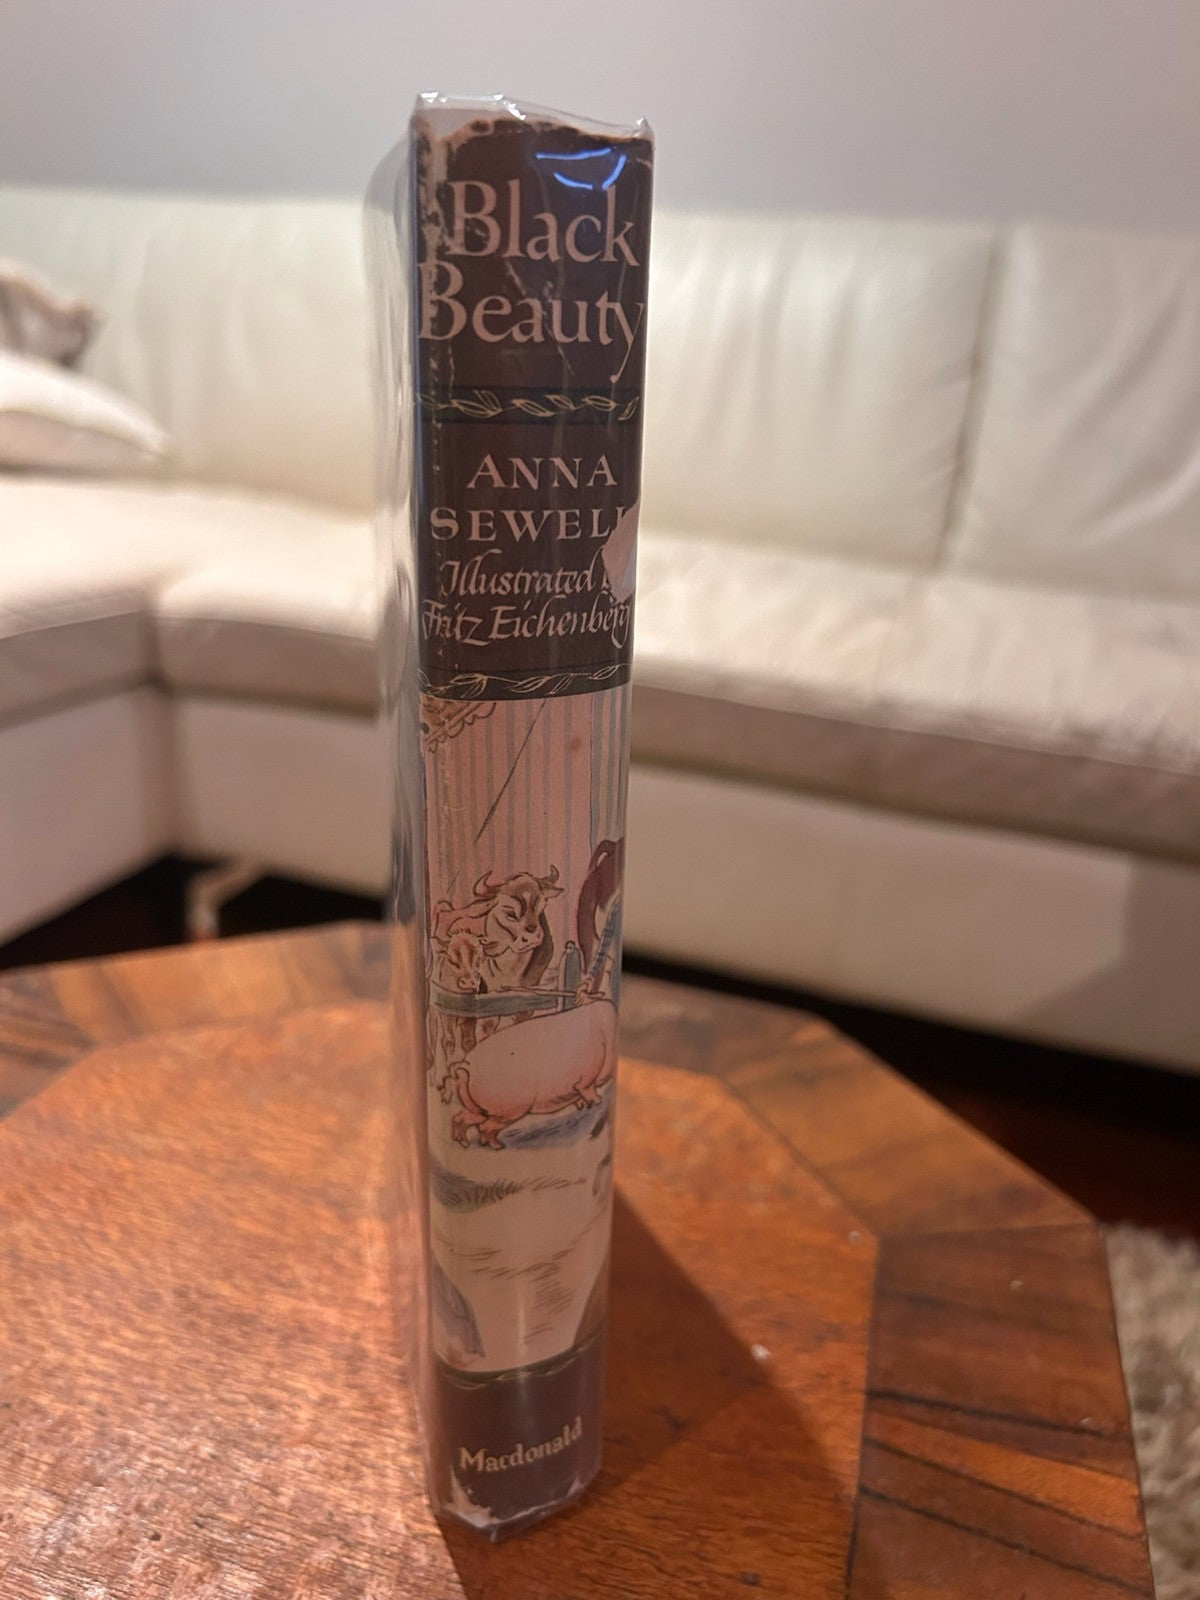 Black
Beauty
ANNA
SEWELL
Illustrated
Fritz Eichenberg
Macdonald